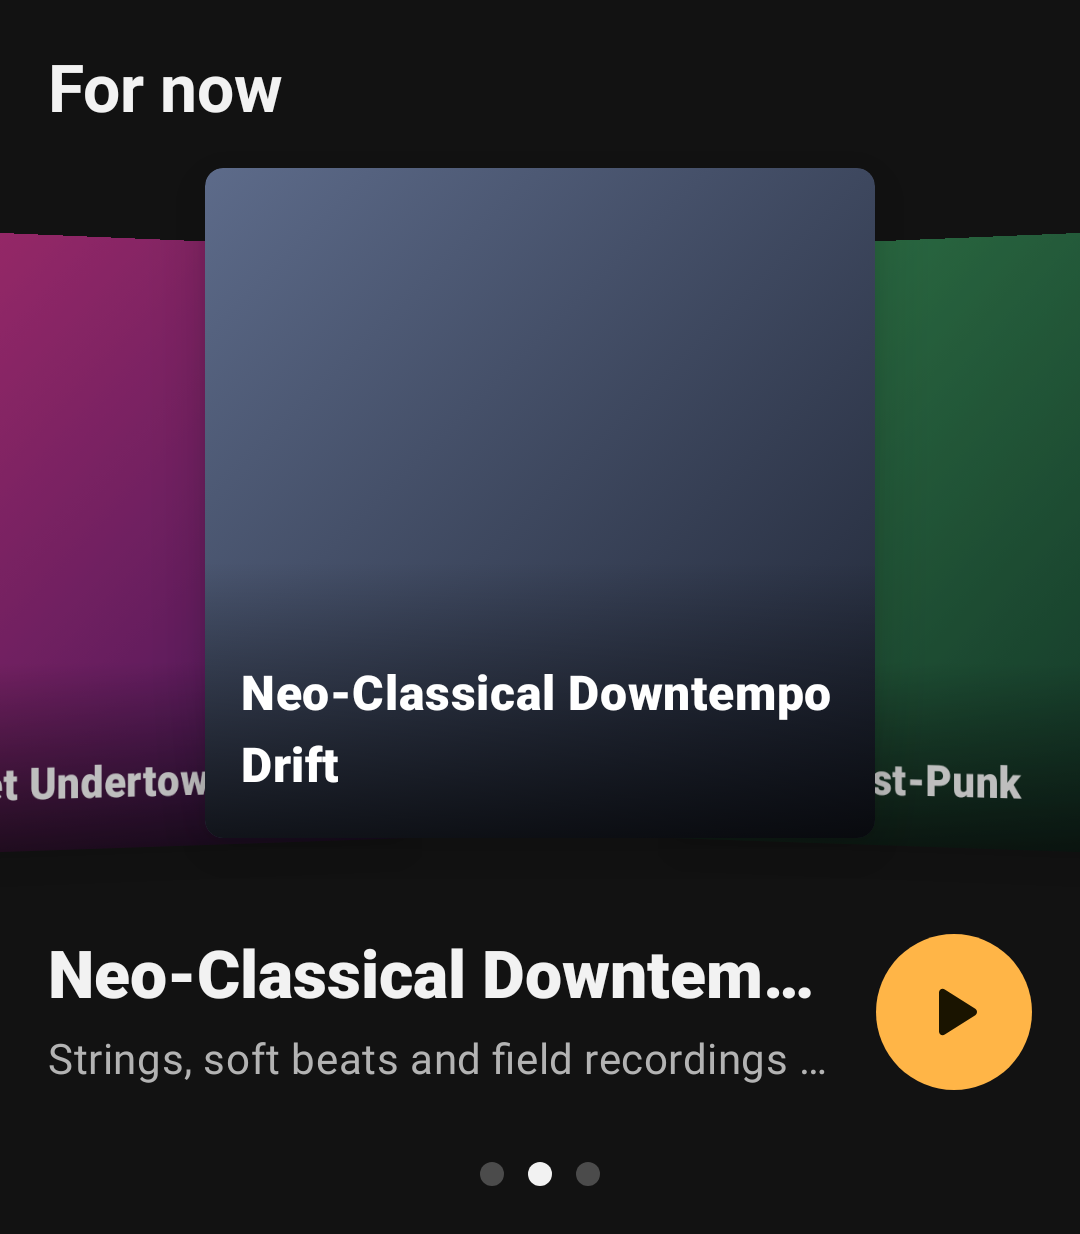 For now
Neo-Classical Downtempo
Drift
Undertow
st-Punk
Neo-Classical Downtem…
Strings, soft beats and field recordings …